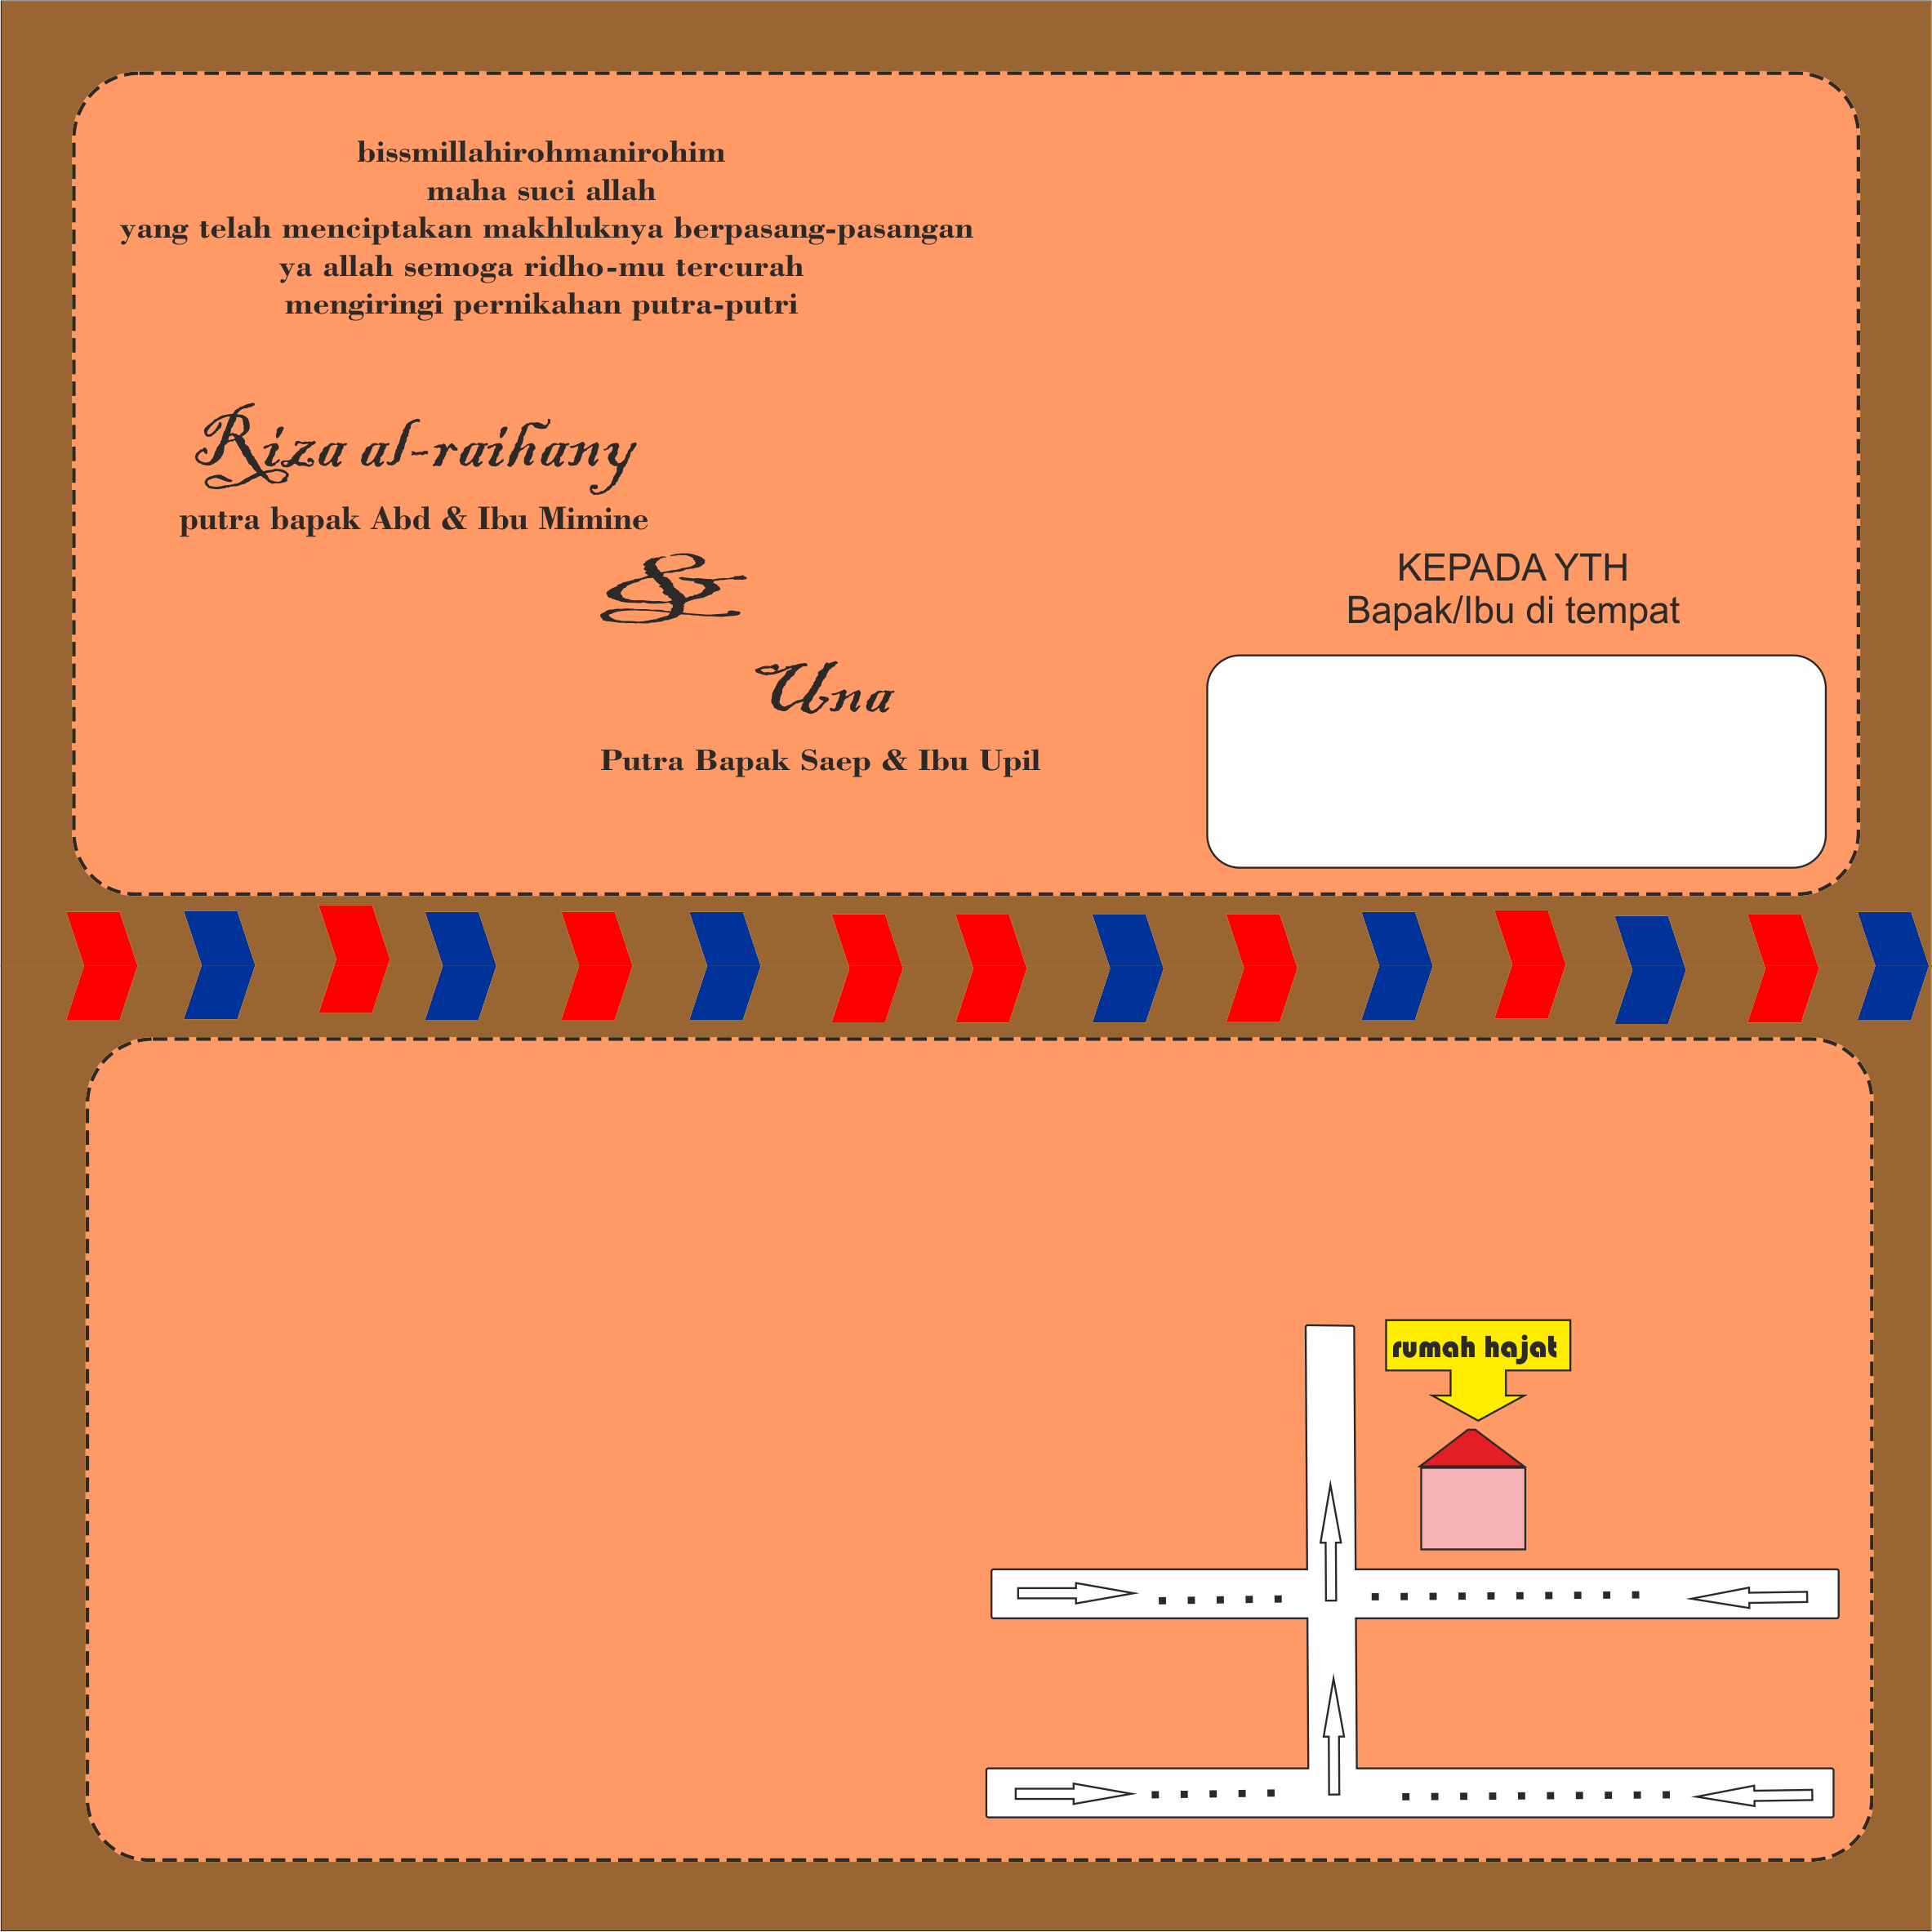 bissmillahirohmanirohim
maha suci allah
yang telah menciptakan makhluknya berpasang-pasangan
ya allah semoga ridho-mu tercurah
mengiringi pernikahan putra-putri
Riza al-raihany
putra bapak Abd & Ibu Mimine
&
Una
Putra Bapak Saep & Ibu Upil
KEPADA YTH
Bapak/Ibu di tempat
rumah hajat